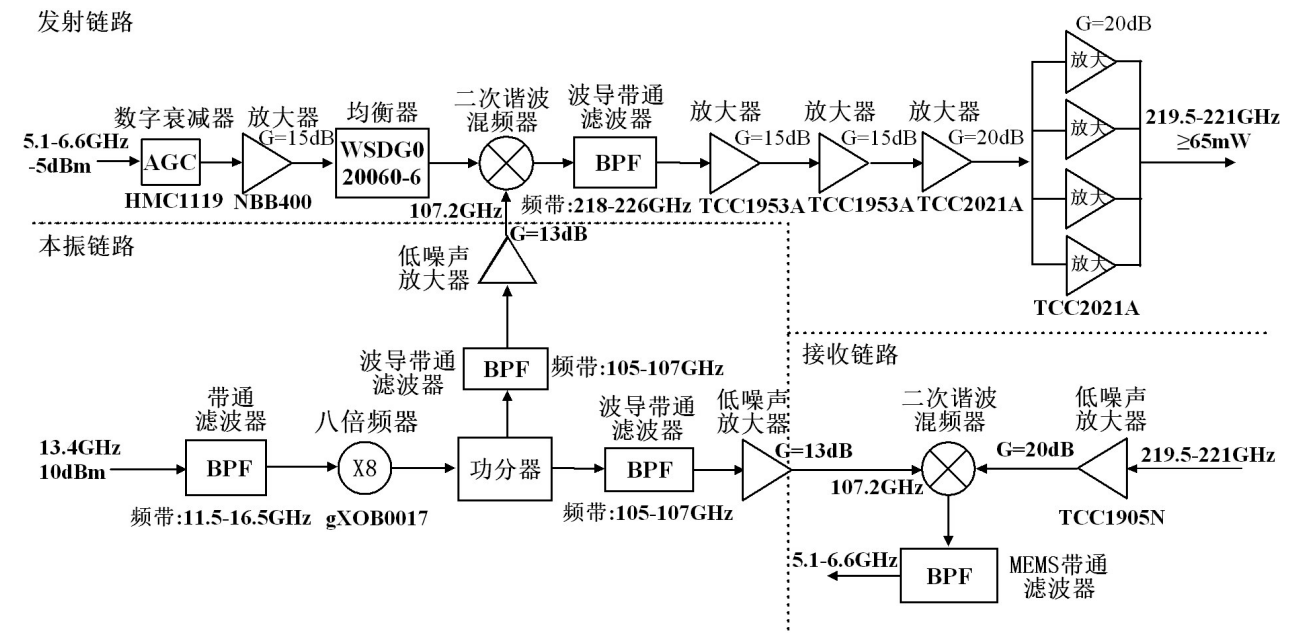 发射链路
数字衰减器
5.1-6.6GHz
-5dBm
AGC
HMC1119
放大器
G=15dB
NBB400
均衡器
WSDG0
20060-6
二次谐波
混频器
107.2GHz
波导带通
滤波器
BPF
频带:218-226GHz
放大器
G=15dB
TCC1953A
放大器
G=15dB
TCC1953A
放大器
G=20dB
TCC2021A
G=20dB
放大
放大
放大
放大
TCC2021A
219.5-221GHz
≥65mW
本振链路
低噪声
放大器
G=13dB
波导带通
滤波器
BPF
频带:105-107GHz
13.4GHz
10dBm
带通
滤波器
BPF
频带:11.5-16.5GHz
八倍频器
X8
gXOB0017
功分器
波导带通
滤波器
BPF
频带:105-107GHz
低噪声
放大器
G=13dB
接收链路
二次谐波
混频器
107.2GHz
低噪声
放大器
G=20dB
219.5-221GHz
TCC1905N
5.1-6.6GHz
BPF
MEMS带通
滤波器